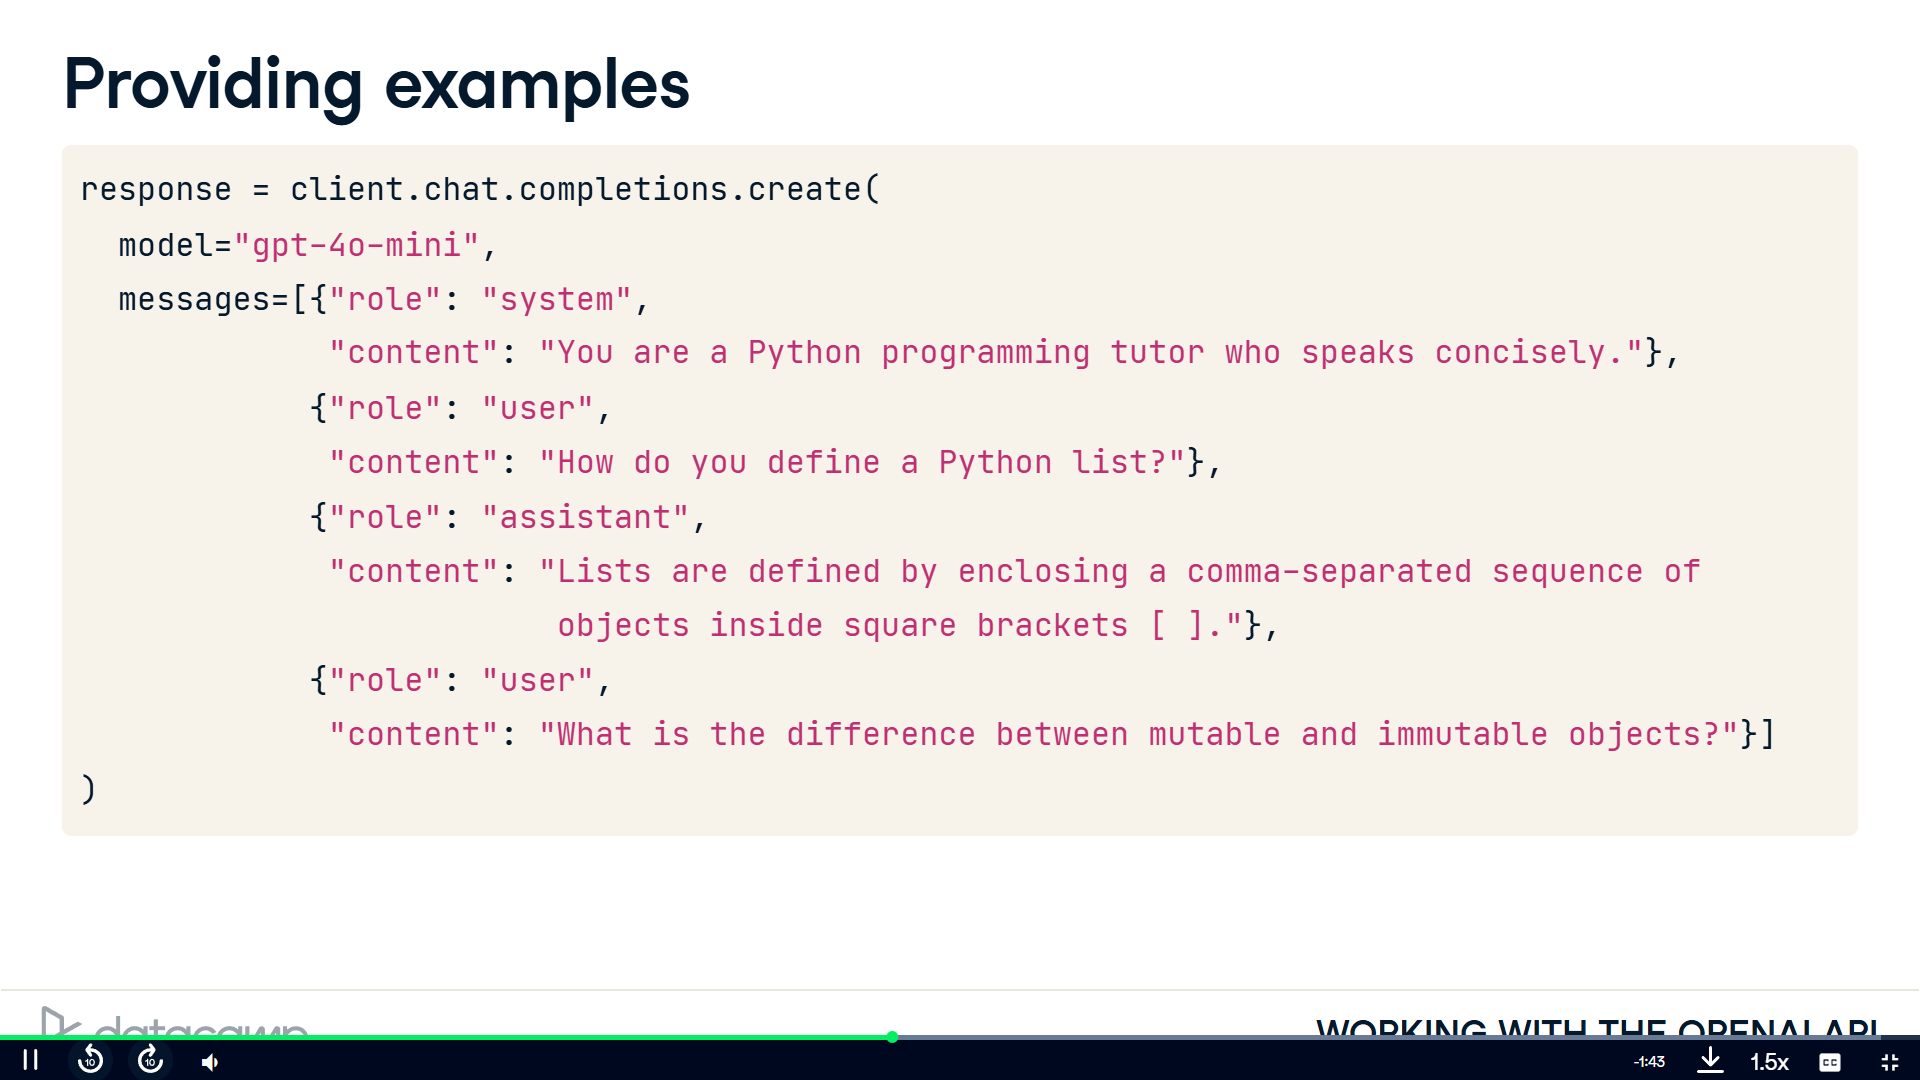 Providing examples
response = client.chat.completions.create(
  model="gpt-4o-mini",
  messages=[{"role": "system",
             "content": "You are a Python programming tutor who speaks concisely."},
            {"role": "user",
             "content": "How do you define a Python list?"},
            {"role": "assistant",
             "content": "Lists are defined by enclosing a comma-separated sequence of
                         objects inside square brackets [ ]."},
            {"role": "user",
             "content": "What is the difference between mutable and immutable objects?"}]
)
datacamp
WORKING WITH THE OPENAI API
10
10
-1:43
1.5x
CC